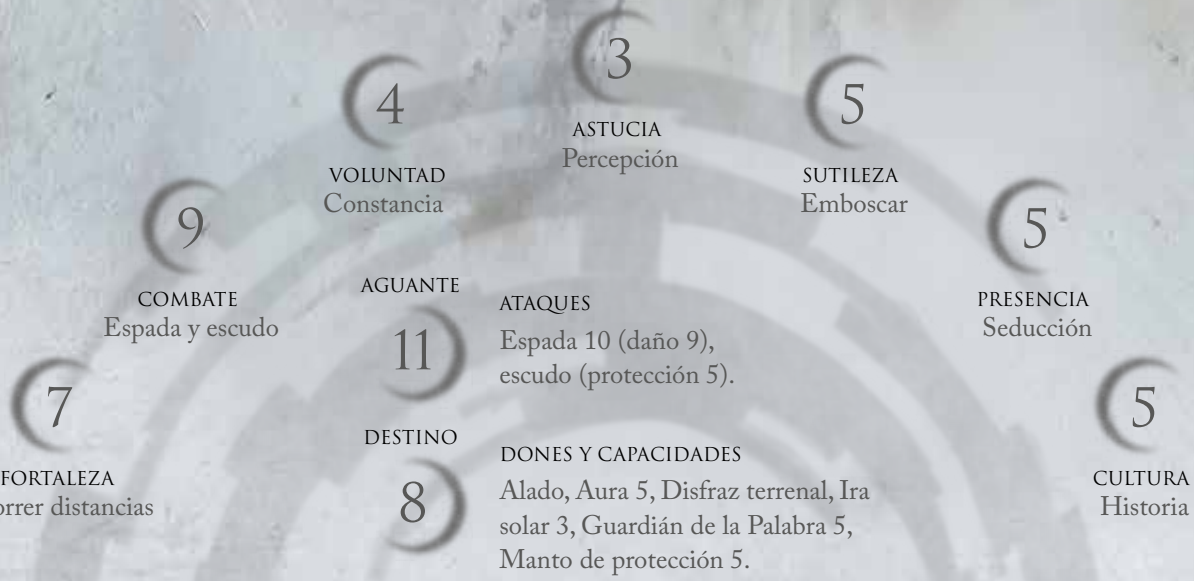 3
ASTUCIA
Percepción
4
VOLUNTAD
Constancia
5
SUTILEZA
Emboscar
9
COMBATE
Espada y escudo
5
PRESENCIA
Seducción
7
FORTALEZA
orrer distancias
5
CULTURA
Historia
AGUANTE
11
ATAQUES
Espada 10 (daño 9),
escudo (protección 5).
DESTINO
8
DONES Y CAPACIDADES
Alado, Aura 5, Disfraz terrenal, Ira
solar 3, Guardián de la Palabra 5,
Manto de protección 5.